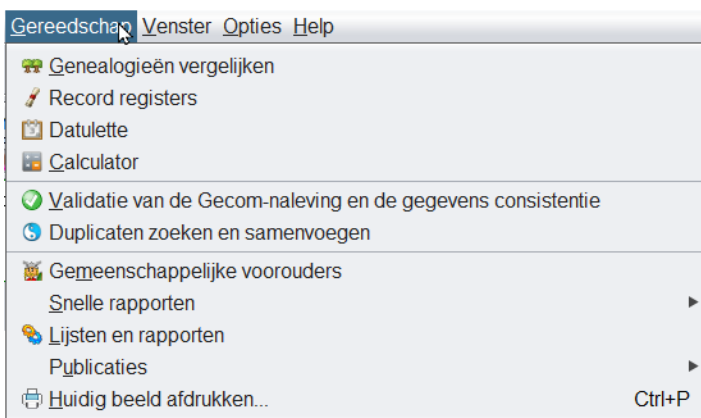 Gereedschap Venster Opties Help
Genealogieën vergelijken
Record registers
Datulette
Calculator
Validatie van de Gecom-naleving en de gegevens consistentie
Duplicaten zoeken en samenvoegen
Gemeenschappelijke voorouders
Snelle rapporten
Lijsten en rapporten
Publicaties
Huidig beeld afdrukken... Ctrl+P